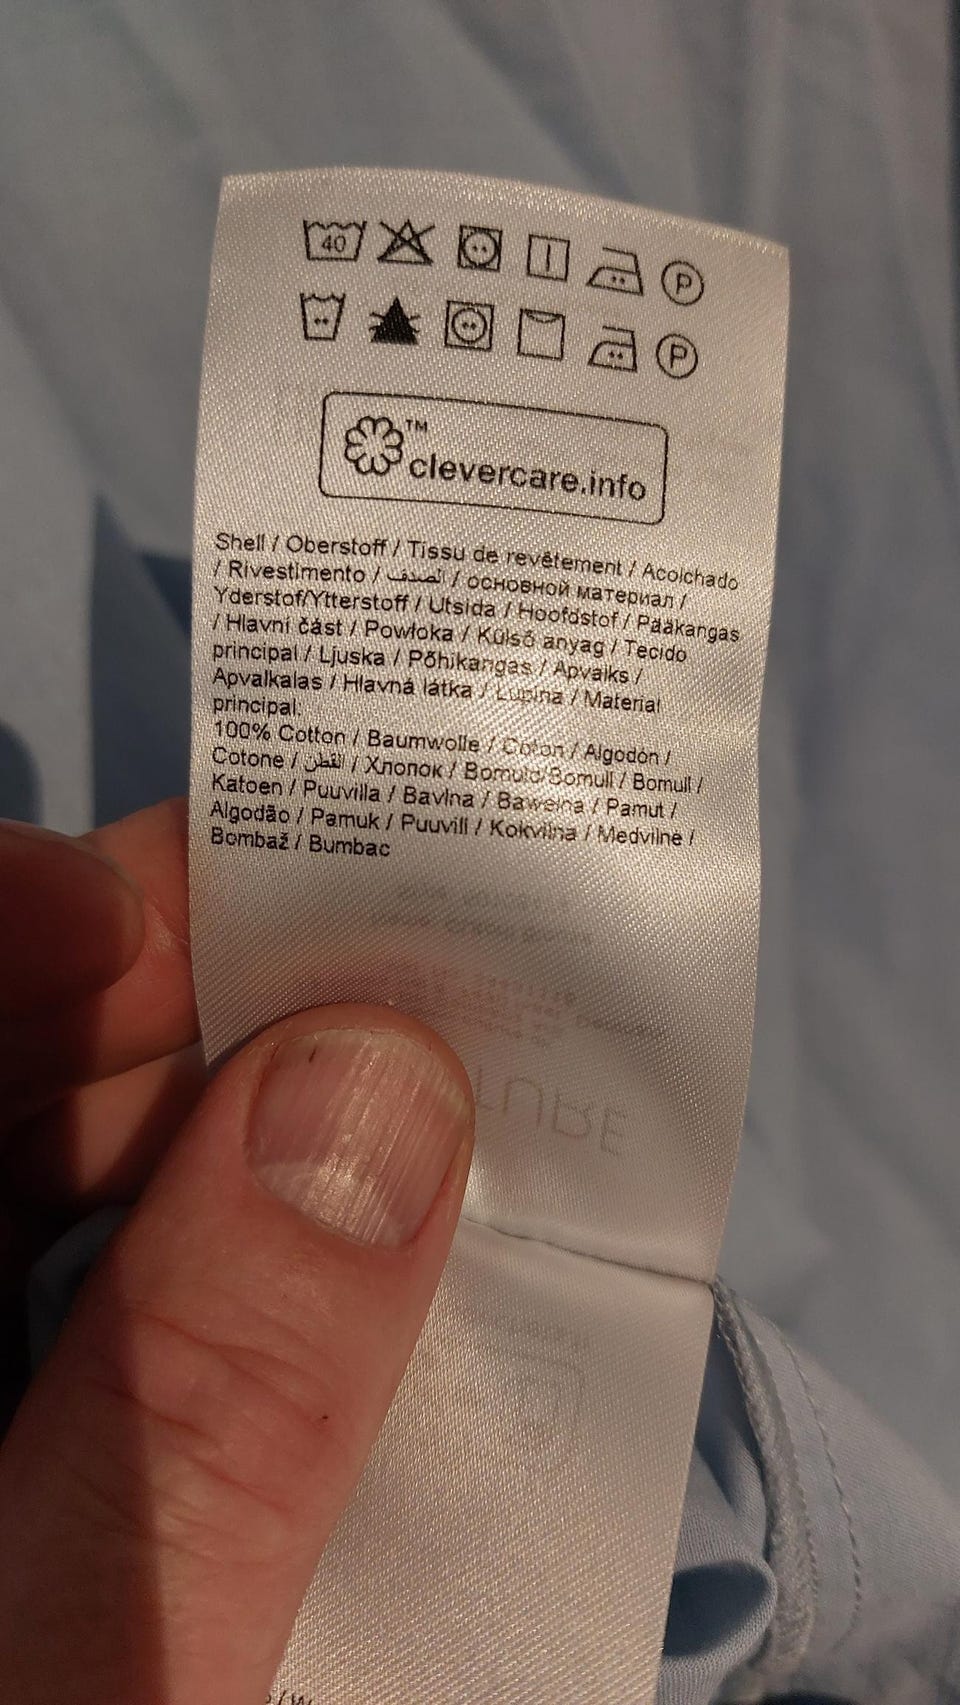 40 P
P
™
clevercare.info
Shell / Oberstoff / Tissu de revêtement / Acolchado
/ Rivestimento / الصدف / основной материал /
Yderstof/Ytterstoff / Utsida / Hoofdstof / Pääkangas
/ Hlavní část / Powłoka / Külső anyag / Tecido
principal / Ljuska / Põhikangas / Apvalks /
Apvalkalas / Hlavná látka / Lupina / Material
principal:
100% Cotton / Baumwolle / Coton / Algodón /
Cotone / القطن / Хлопок / Bomuld/Bomull / Bomull /
Katoen / Puuvilla / Bavlna / Bawełna / Pamut /
Algodão / Pamuk / Puuvill / Kokvilna / Medvilnė /
Bombaž / Bumbac